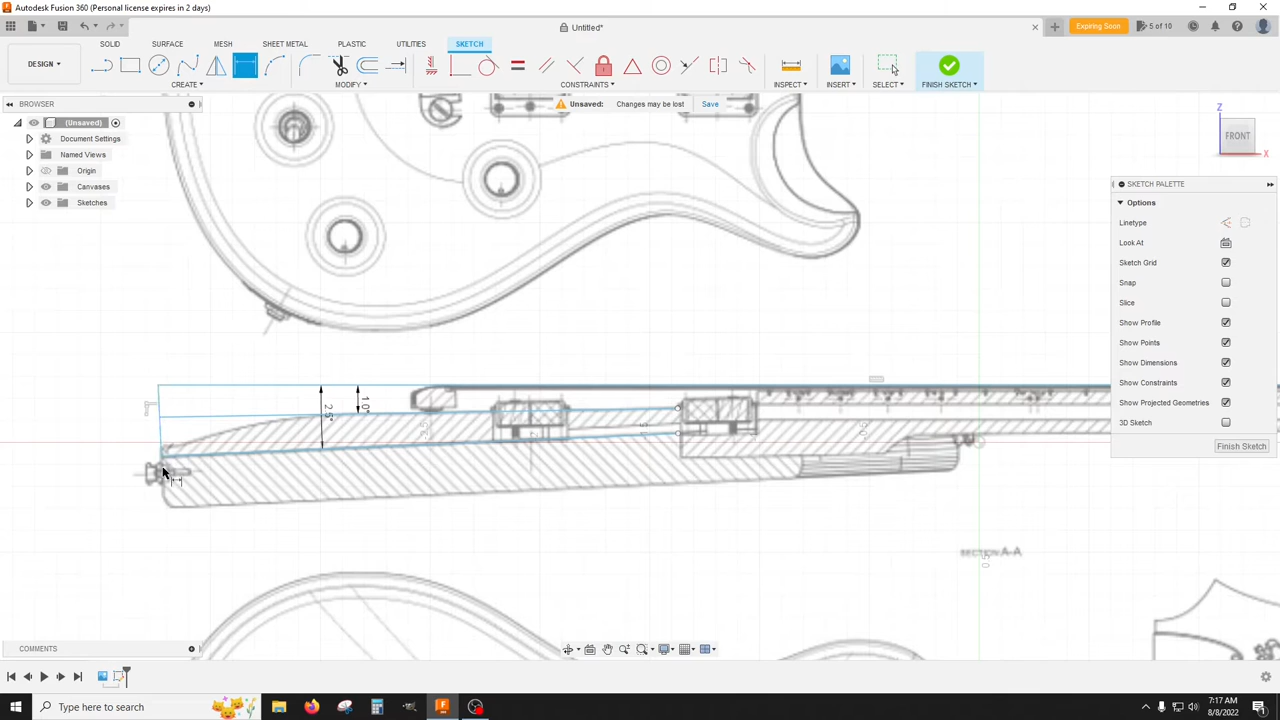 Autodesk Fusion 360 (Personal license expires in 2 days)
Untitled*
Expiring Soon
5 of 10
SOLID SURFACE MESH SHEET METAL PLASTIC UTILITIES SKETCH
DESIGN
CREATE MODIFY CONSTRAINTS INSPECT INSERT SELECT FINISH SKETCH
BROWSER
Unsaved: Changes may be lost Save
(Unsaved)
Document Settings
Named Views
Origin
Canvases
Sketches
Z
FRONT
X
SKETCH PALETTE
Options
Linetype
Look At
Sketch Grid
Snap
Slice
Show Profile
Show Points
Show Dimensions
Show Constraints
Show Projected Geometries
3D Sketch
Finish Sketch
2.5°
1.0°
SECTION A-A
COMMENTS
Type here to search
7:17 AM
8/8/2022